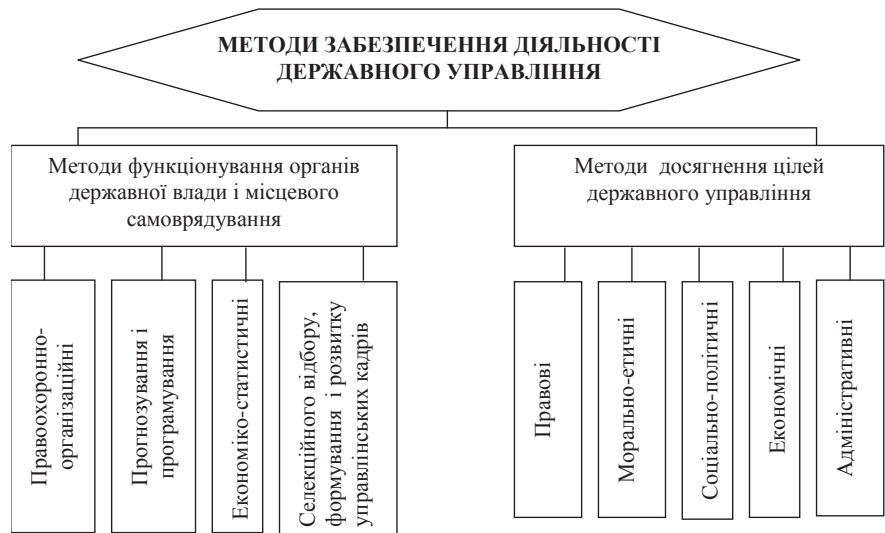 МЕТОДИ ЗАБЕЗПЕЧЕННЯ ДІЯЛЬНОСТІ
ДЕРЖАВНОГО УПРАВЛІННЯ
Методи функціонування органів
державної влади і місцевого
самоврядування
Методи досягнення цілей
державного управління
Правоохоронно-
організаційні
Прогнозування і
програмування
Економіко-статистичні
Селекційного відбору,
формування і розвитку
управлінських кадрів
Правові
Морально-етичні
Соціально-політичні
Економічні
Адміністративні